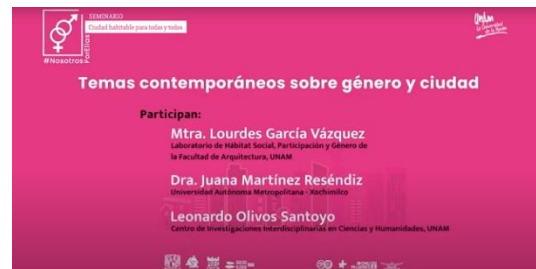 SEMINARIO
Ciudad habitable para todas y todos
#NosotrosPorEllas
Temas contemporáneos sobre género y ciudad
Participan:
Mtra. Lourdes García Vázquez
Laboratorio de Hábitat Social, Participación y Género de
la Facultad de Arquitectura, UNAM
Dra. Juana Martínez Reséndiz
Universidad Autónoma Metropolitana - Xochimilco
Leonardo Olivos Santoyo
Centro de Investigaciones Interdisciplinarias en Ciencias y Humanidades, UNAM